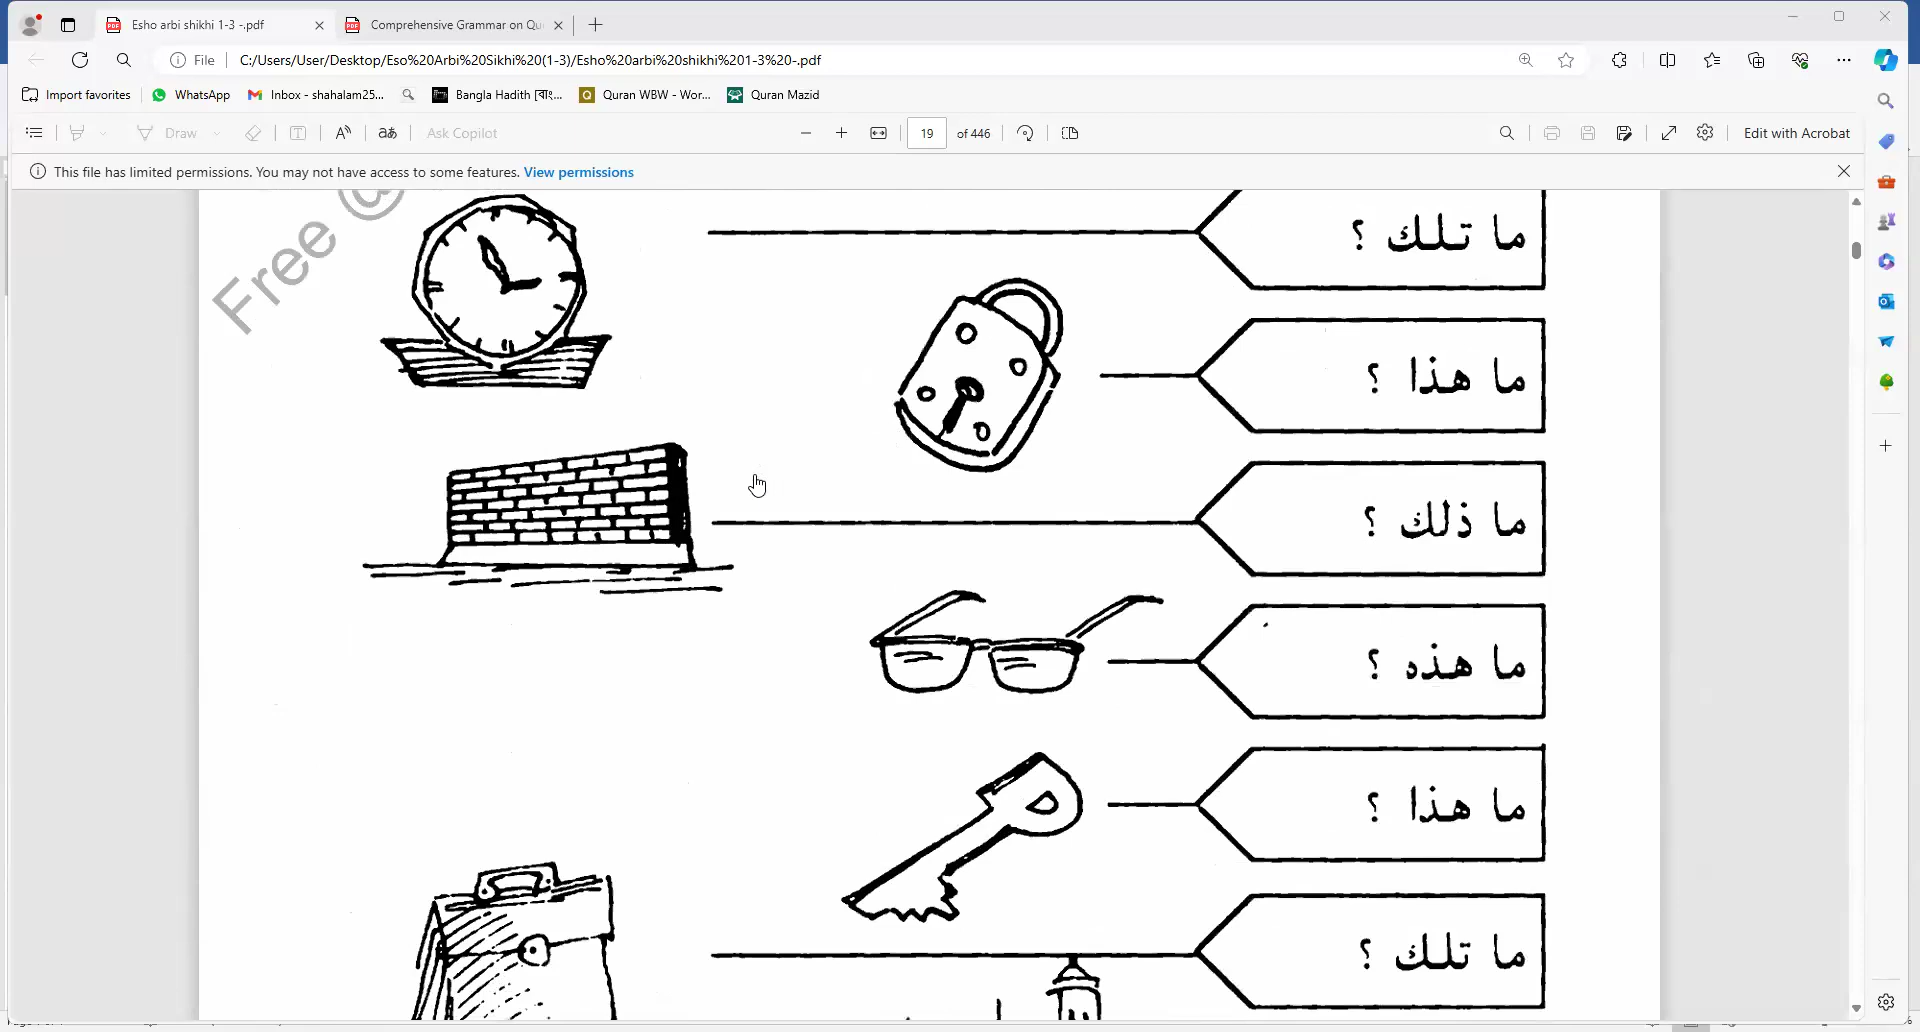 Esho arbi shikhi 1-3 -.pdf
Comprehensive Grammar on Qu
File C:/Users/User/Desktop/Eso%20Arbi%20Sikhi%20(1-3)/Esho%20arbi%20shikhi%201-3%20-.pdf
Import favorites WhatsApp Inbox - shahalam25... Bangla Hadith [বাং... Quran WBW - Wor... Quran Mazid
Draw Ask Copilot 19 of 446 Edit with Acrobat
This file has limited permissions. You may not have access to some features. View permissions
Free @
ما تلك ؟
ما هذا ؟
ما ذلك ؟
ما هذه ؟
ما هذا ؟
ما تلك ؟